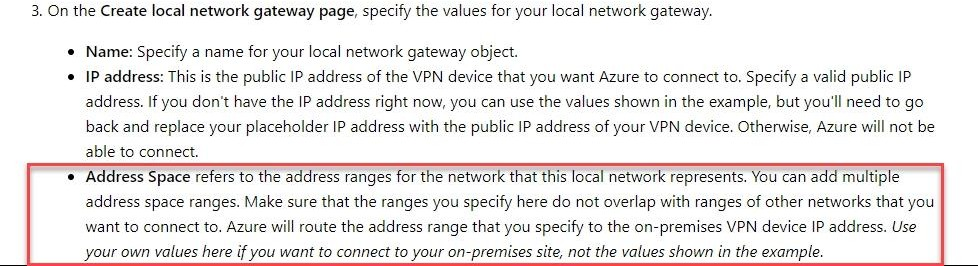 3. On the Create local network gateway page, specify the values for your local network gateway.
• Name: Specify a name for your local network gateway object.
• IP address: This is the public IP address of the VPN device that you want Azure to connect to. Specify a valid public IP
address. If you don't have the IP address right now, you can use the values shown in the example, but you'll need to go
back and replace your placeholder IP address with the public IP address of your VPN device. Otherwise, Azure will not be
able to connect.
• Address Space refers to the address ranges for the network that this local network represents. You can add multiple
address space ranges. Make sure that the ranges you specify here do not overlap with ranges of other networks that you
want to connect to. Azure will route the address range that you specify to the on-premises VPN device IP address. Use
your own values here if you want to connect to your on-premises site, not the values shown in the example.